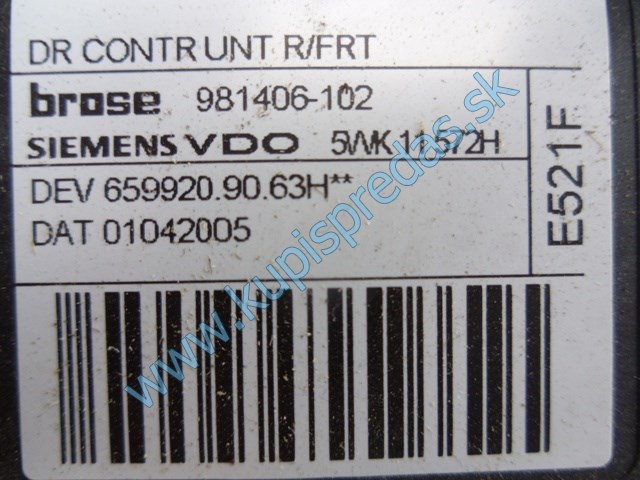 DR CONTR UNT R/FRT
brose 981406-102
SIEMENS VDO 5WK11572H
DEV 659920.90.63H**
DAT 01042005
E521F
www.kupispredas.sk